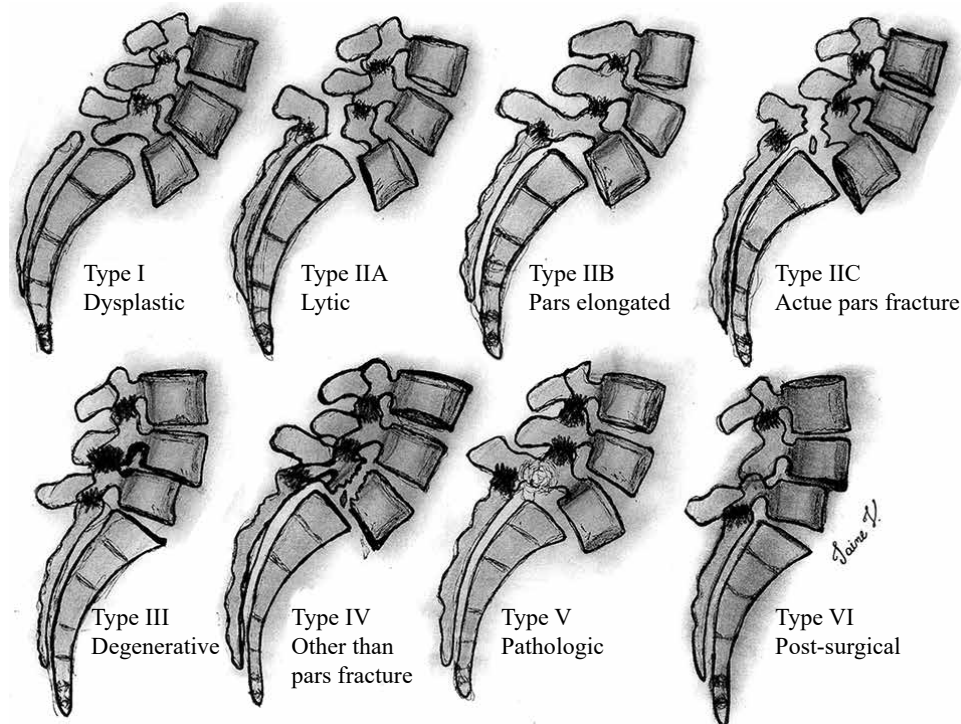 Type I
Dysplastic
Type IIA
Lytic
Type IIB
Pars elongated
Type IIC
Actue pars fracture
Type III
Degenerative
Type IV
Other than
pars fracture
Type V
Pathologic
Type VI
Post-surgical
Jaine V.